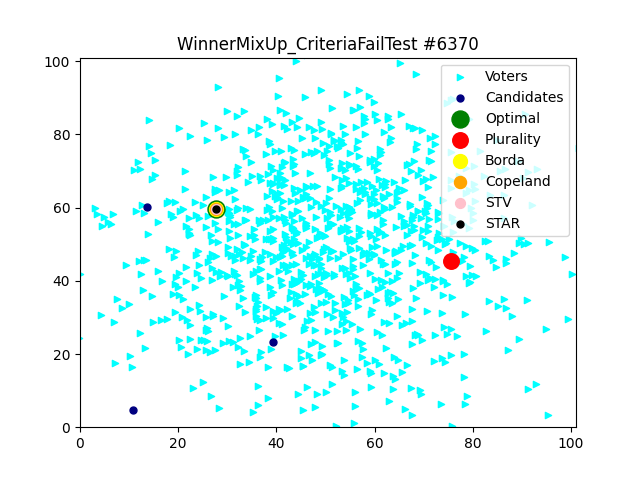 WinnerMixUp_CriteriaFailTest #6370
100
80
60
40
20
0
0
20
40
60
80
100
Voters
Candidates
Optimal
Plurality
Borda
Copeland
STV
STAR